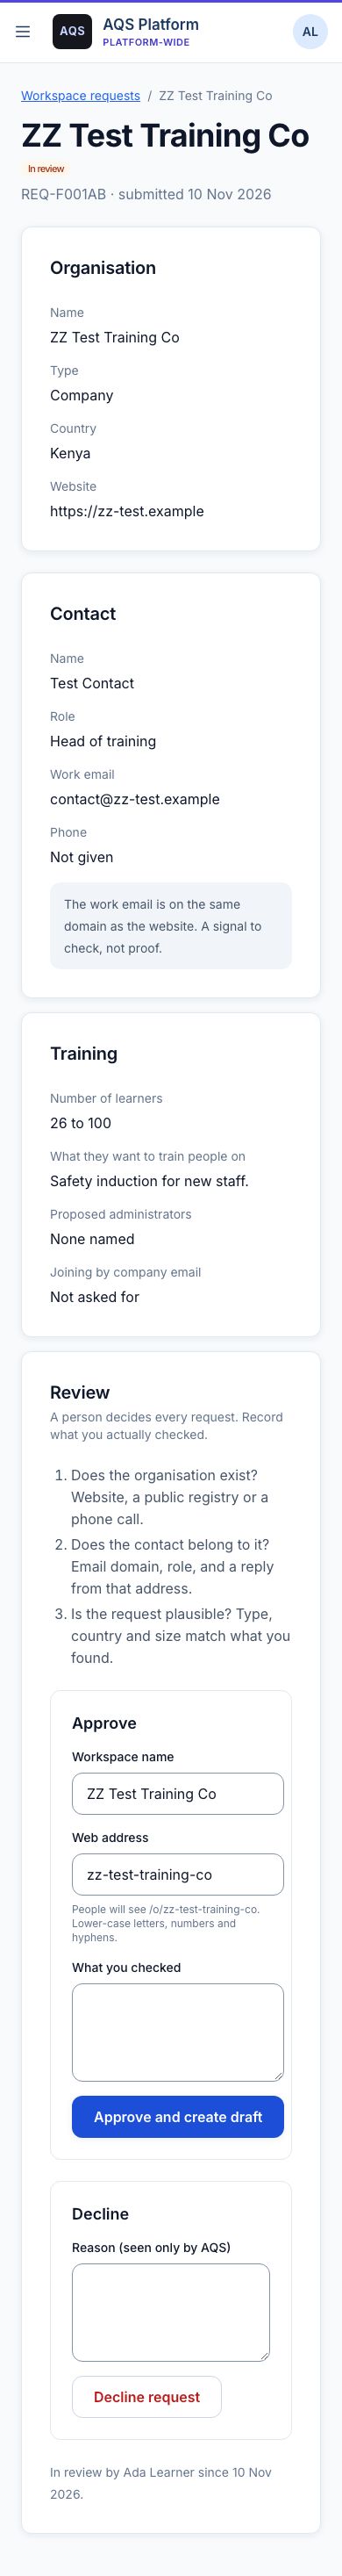 AQS
AQS Platform
PLATFORM-WIDE
AL
Workspace requests / ZZ Test Training Co
ZZ Test Training Co
In review
REQ-F001AB · submitted 10 Nov 2026
Organisation
Name
ZZ Test Training Co
Type
Company
Country
Kenya
Website
https://zz-test.example
Contact
Name
Test Contact
Role
Head of training
Work email
contact@zz-test.example
Phone
Not given
The work email is on the same
domain as the website. A signal to
check, not proof.
Training
Number of learners
26 to 100
What they want to train people on
Safety induction for new staff.
Proposed administrators
None named
Joining by company email
Not asked for
Review
A person decides every request. Record
what you actually checked.
1. Does the organisation exist?
Website, a public registry or a
phone call.
2. Does the contact belong to it?
Email domain, role, and a reply
from that address.
3. Is the request plausible? Type,
country and size match what you
found.
Approve
Workspace name
ZZ Test Training Co
Web address
zz-test-training-co
People will see /o/zz-test-training-co.
Lower-case letters, numbers and
hyphens.
What you checked
Approve and create draft
Decline
Reason (seen only by AQS)
Decline request
In review by Ada Learner since 10 Nov
2026.